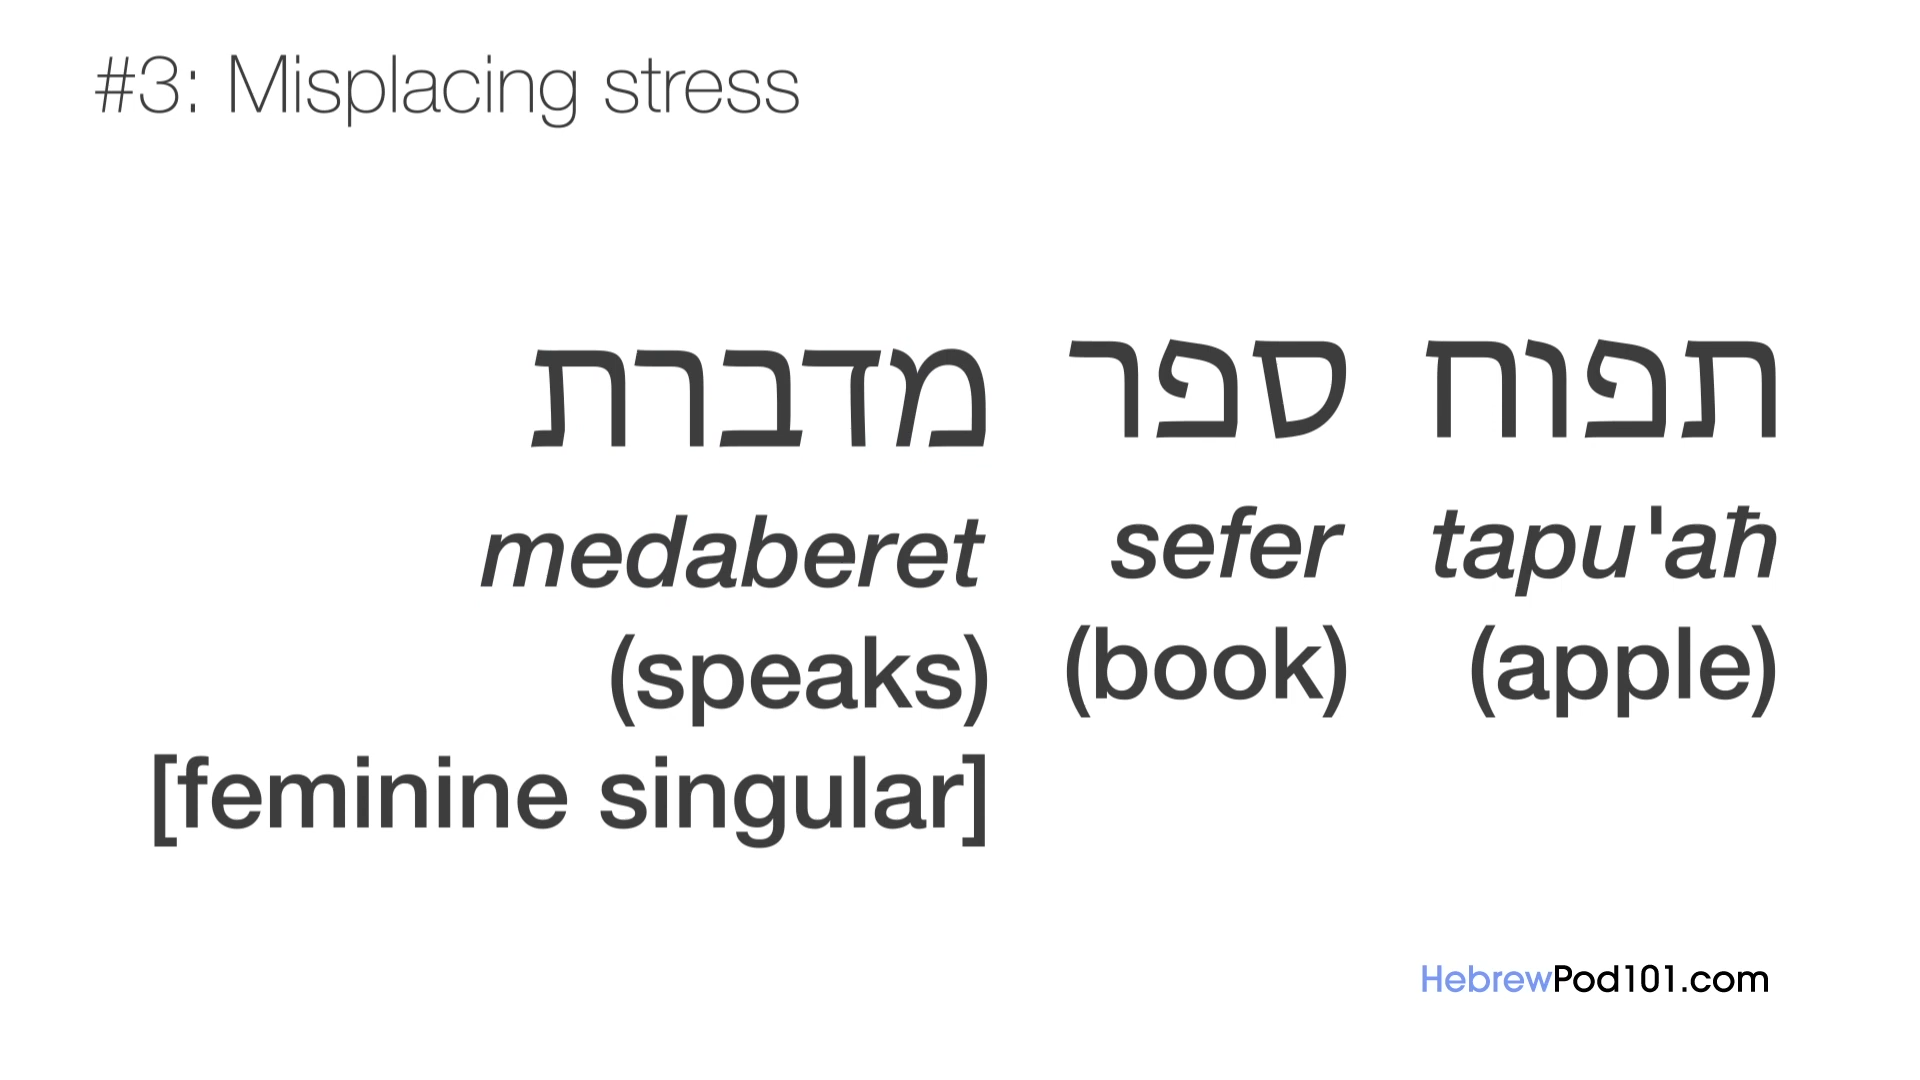 #3: Misplacing stress
תפוח ספר מדברת
medaberet sefer tapu'aħ
(speaks) (book) (apple)
[feminine singular]
HebrewPod101.com